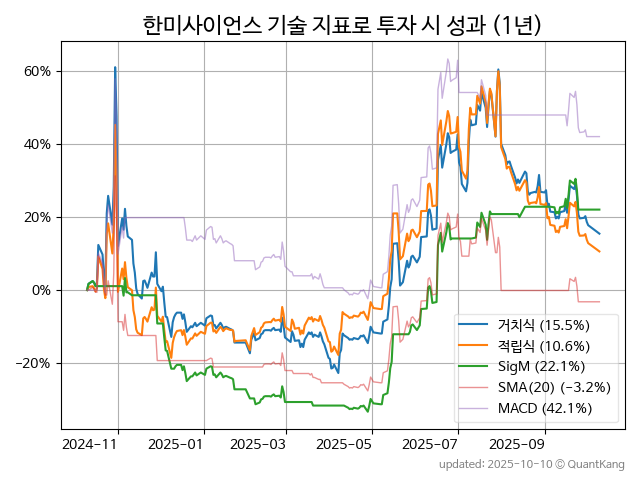 한미사이언스 기술 지표로 투자 시 성과 (1년)
60%
40%
20%
0%
−20%
거치식 (15.5%)
적립식 (10.6%)
SigM (22.1%)
SMA(20) (−3.2%)
MACD (42.1%)
2024-11
2025-01
2025-03
2025-05
2025-07
2025-09
updated: 2025-10-10 © QuantKang